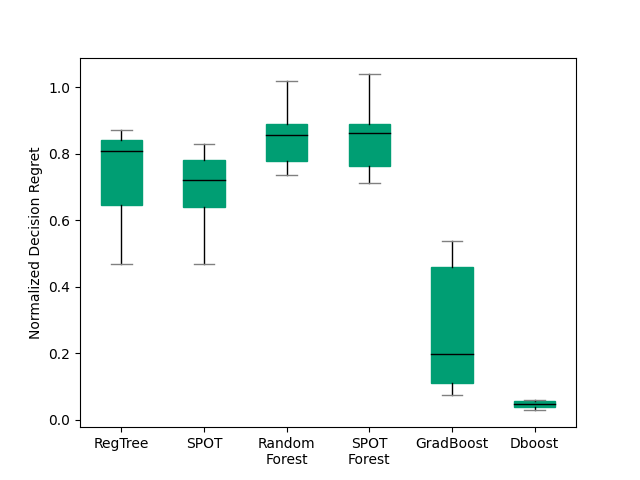 1.0
0.8
0.6
0.4
0.2
0.0
Normalized Decision Regret
RegTree
SPOT
Random
Forest
SPOT
Forest
GradBoost
Dboost